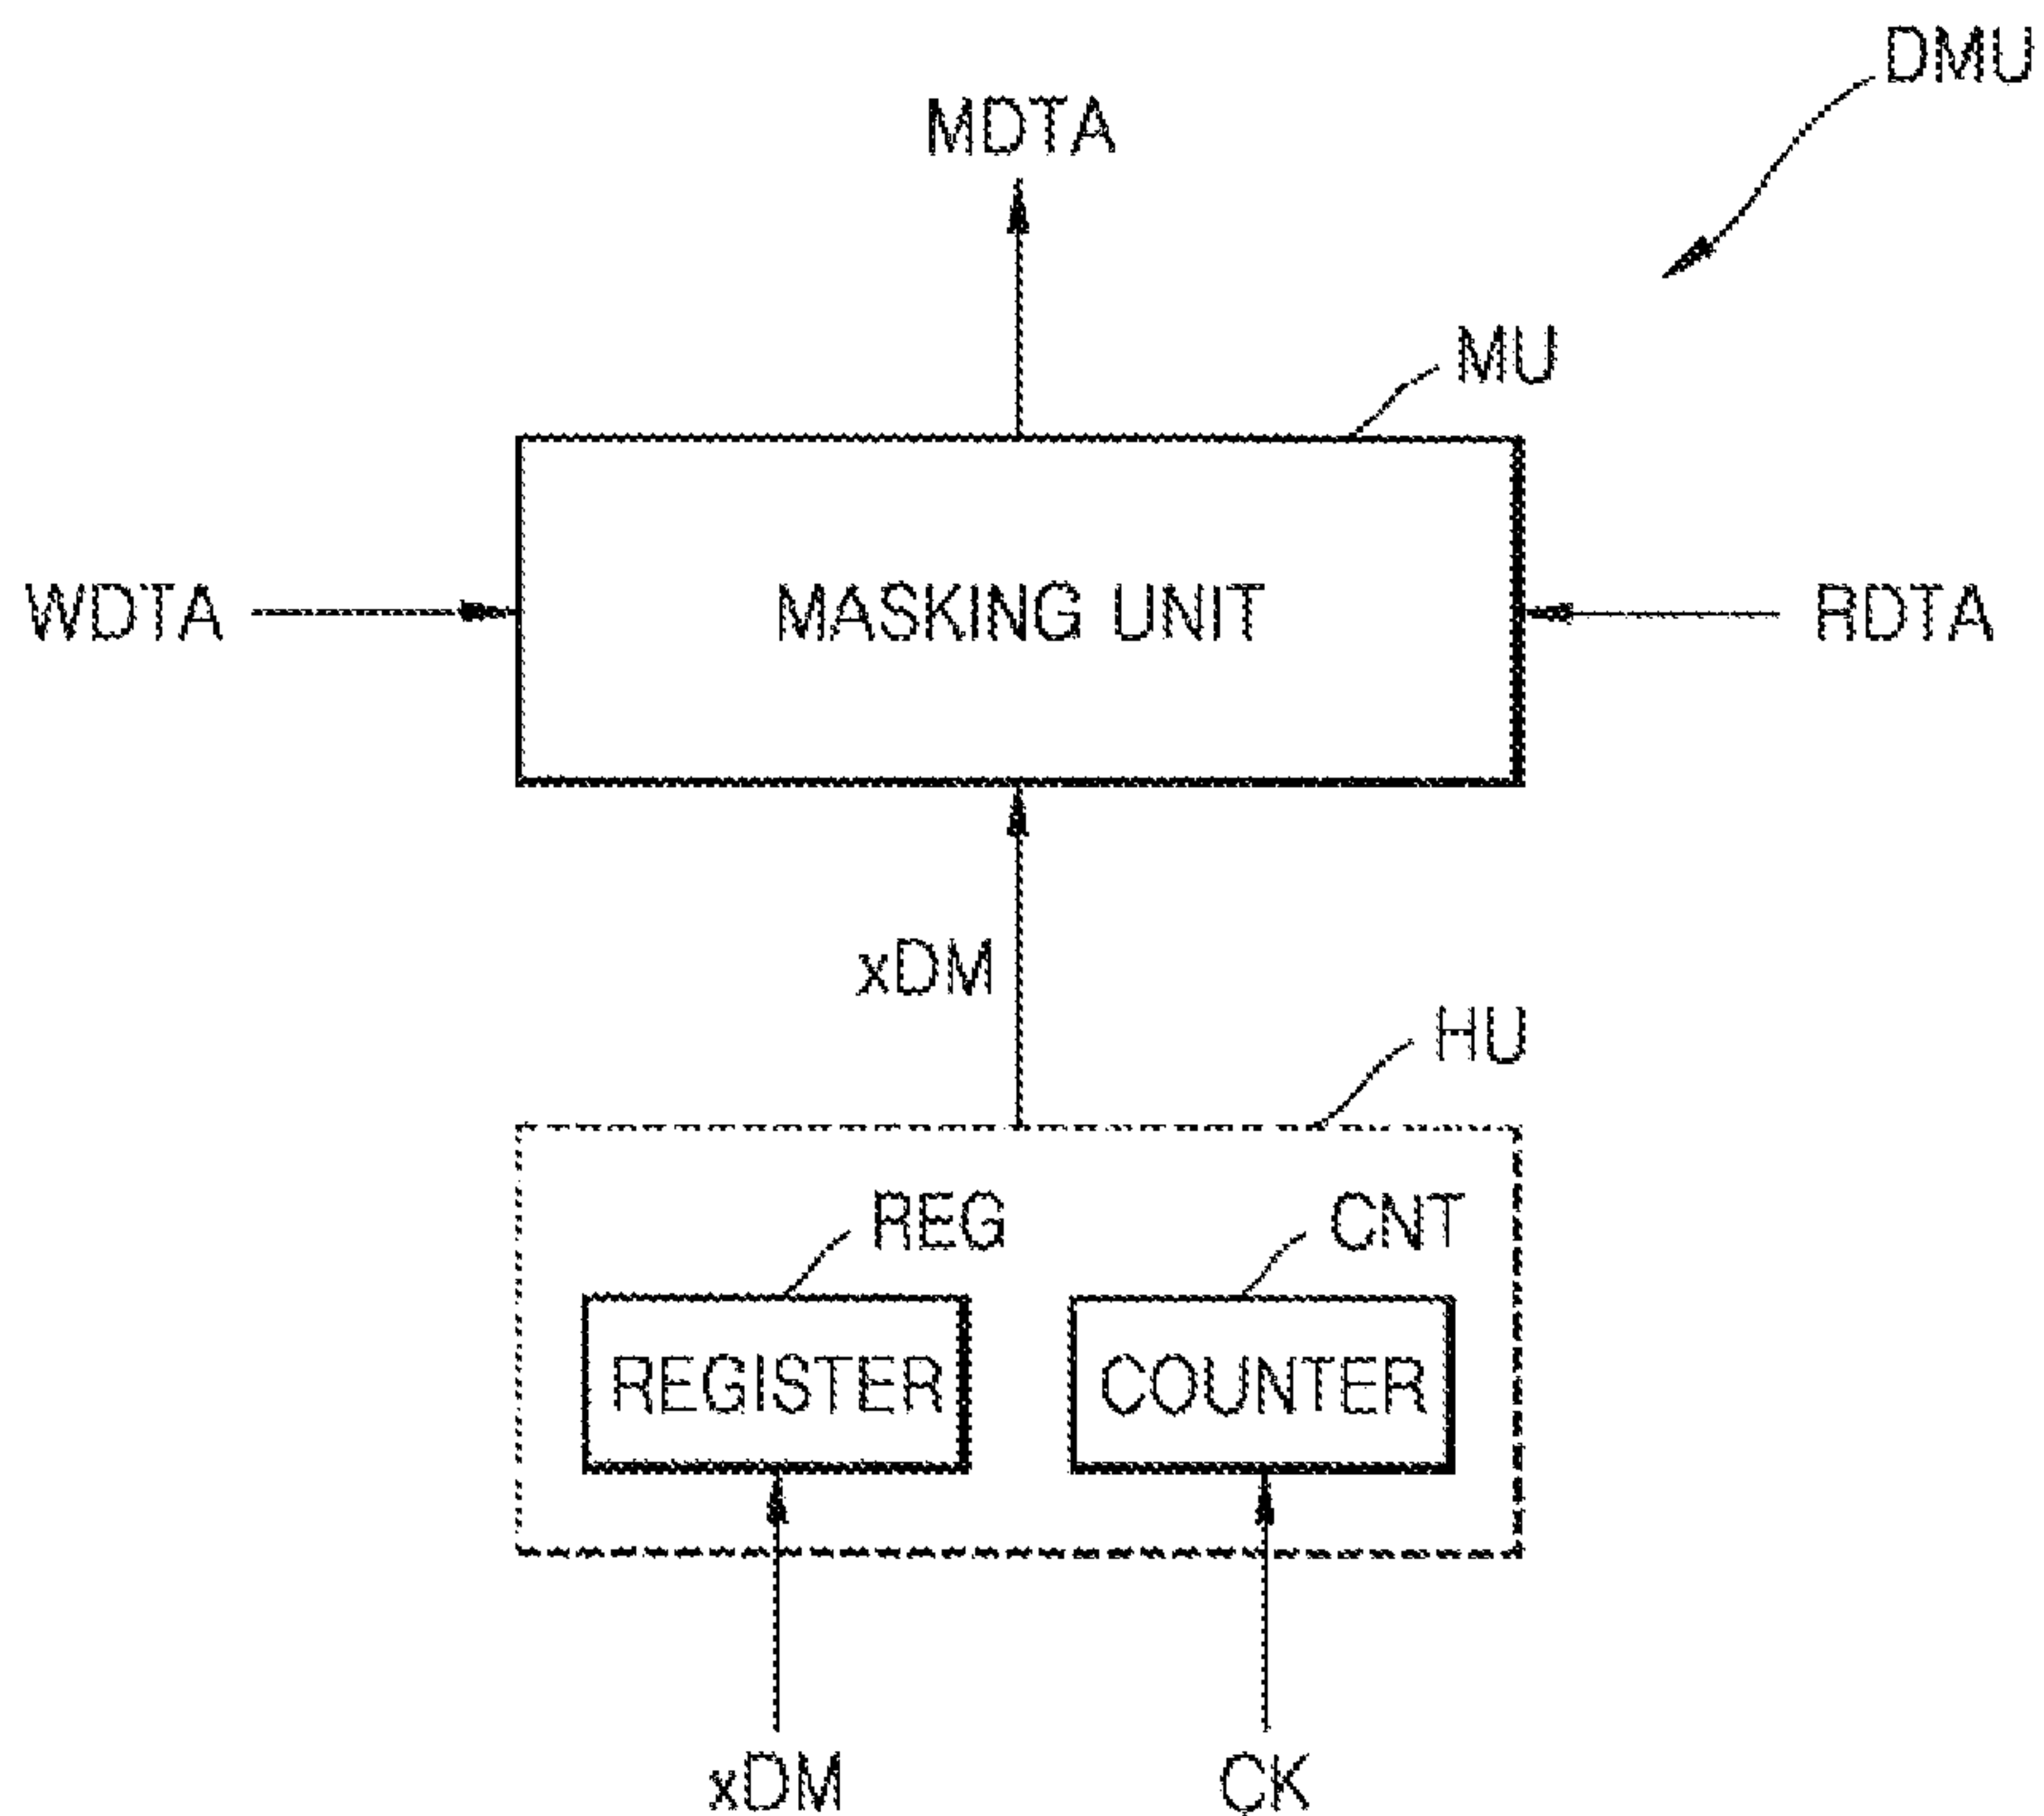 DMU
MDTA
MU
WDTA
MASKING UNIT
RDTA
xDM
HU
REG
CNT
REGISTER
COUNTER
xDM
CK